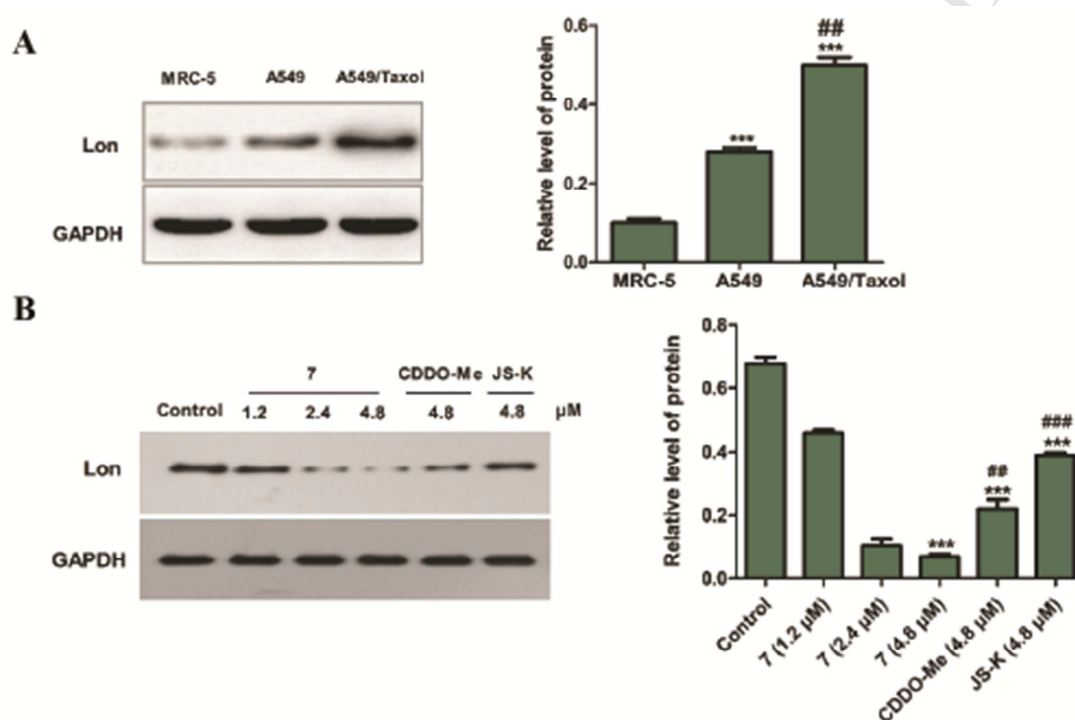 A
MRC-5 A549 A549/Taxol
Lon
GAPDH
Relative level of protein
0.6
0.4
0.2
0.0
***
##
***
MRC-5 A549 A549/Taxol
B
7 CDDO-Me JS-K
Control 1.2 2.4 4.8 4.8 4.8 µM
Lon
GAPDH
Relative level of protein
0.8
0.6
0.4
0.2
0.0
***
##
***
###
***
Control
7 (1.2 µM)
7 (2.4 µM)
7 (4.8 µM)
CDDO-Me (4.8 µM)
JS-K (4.8 µM)